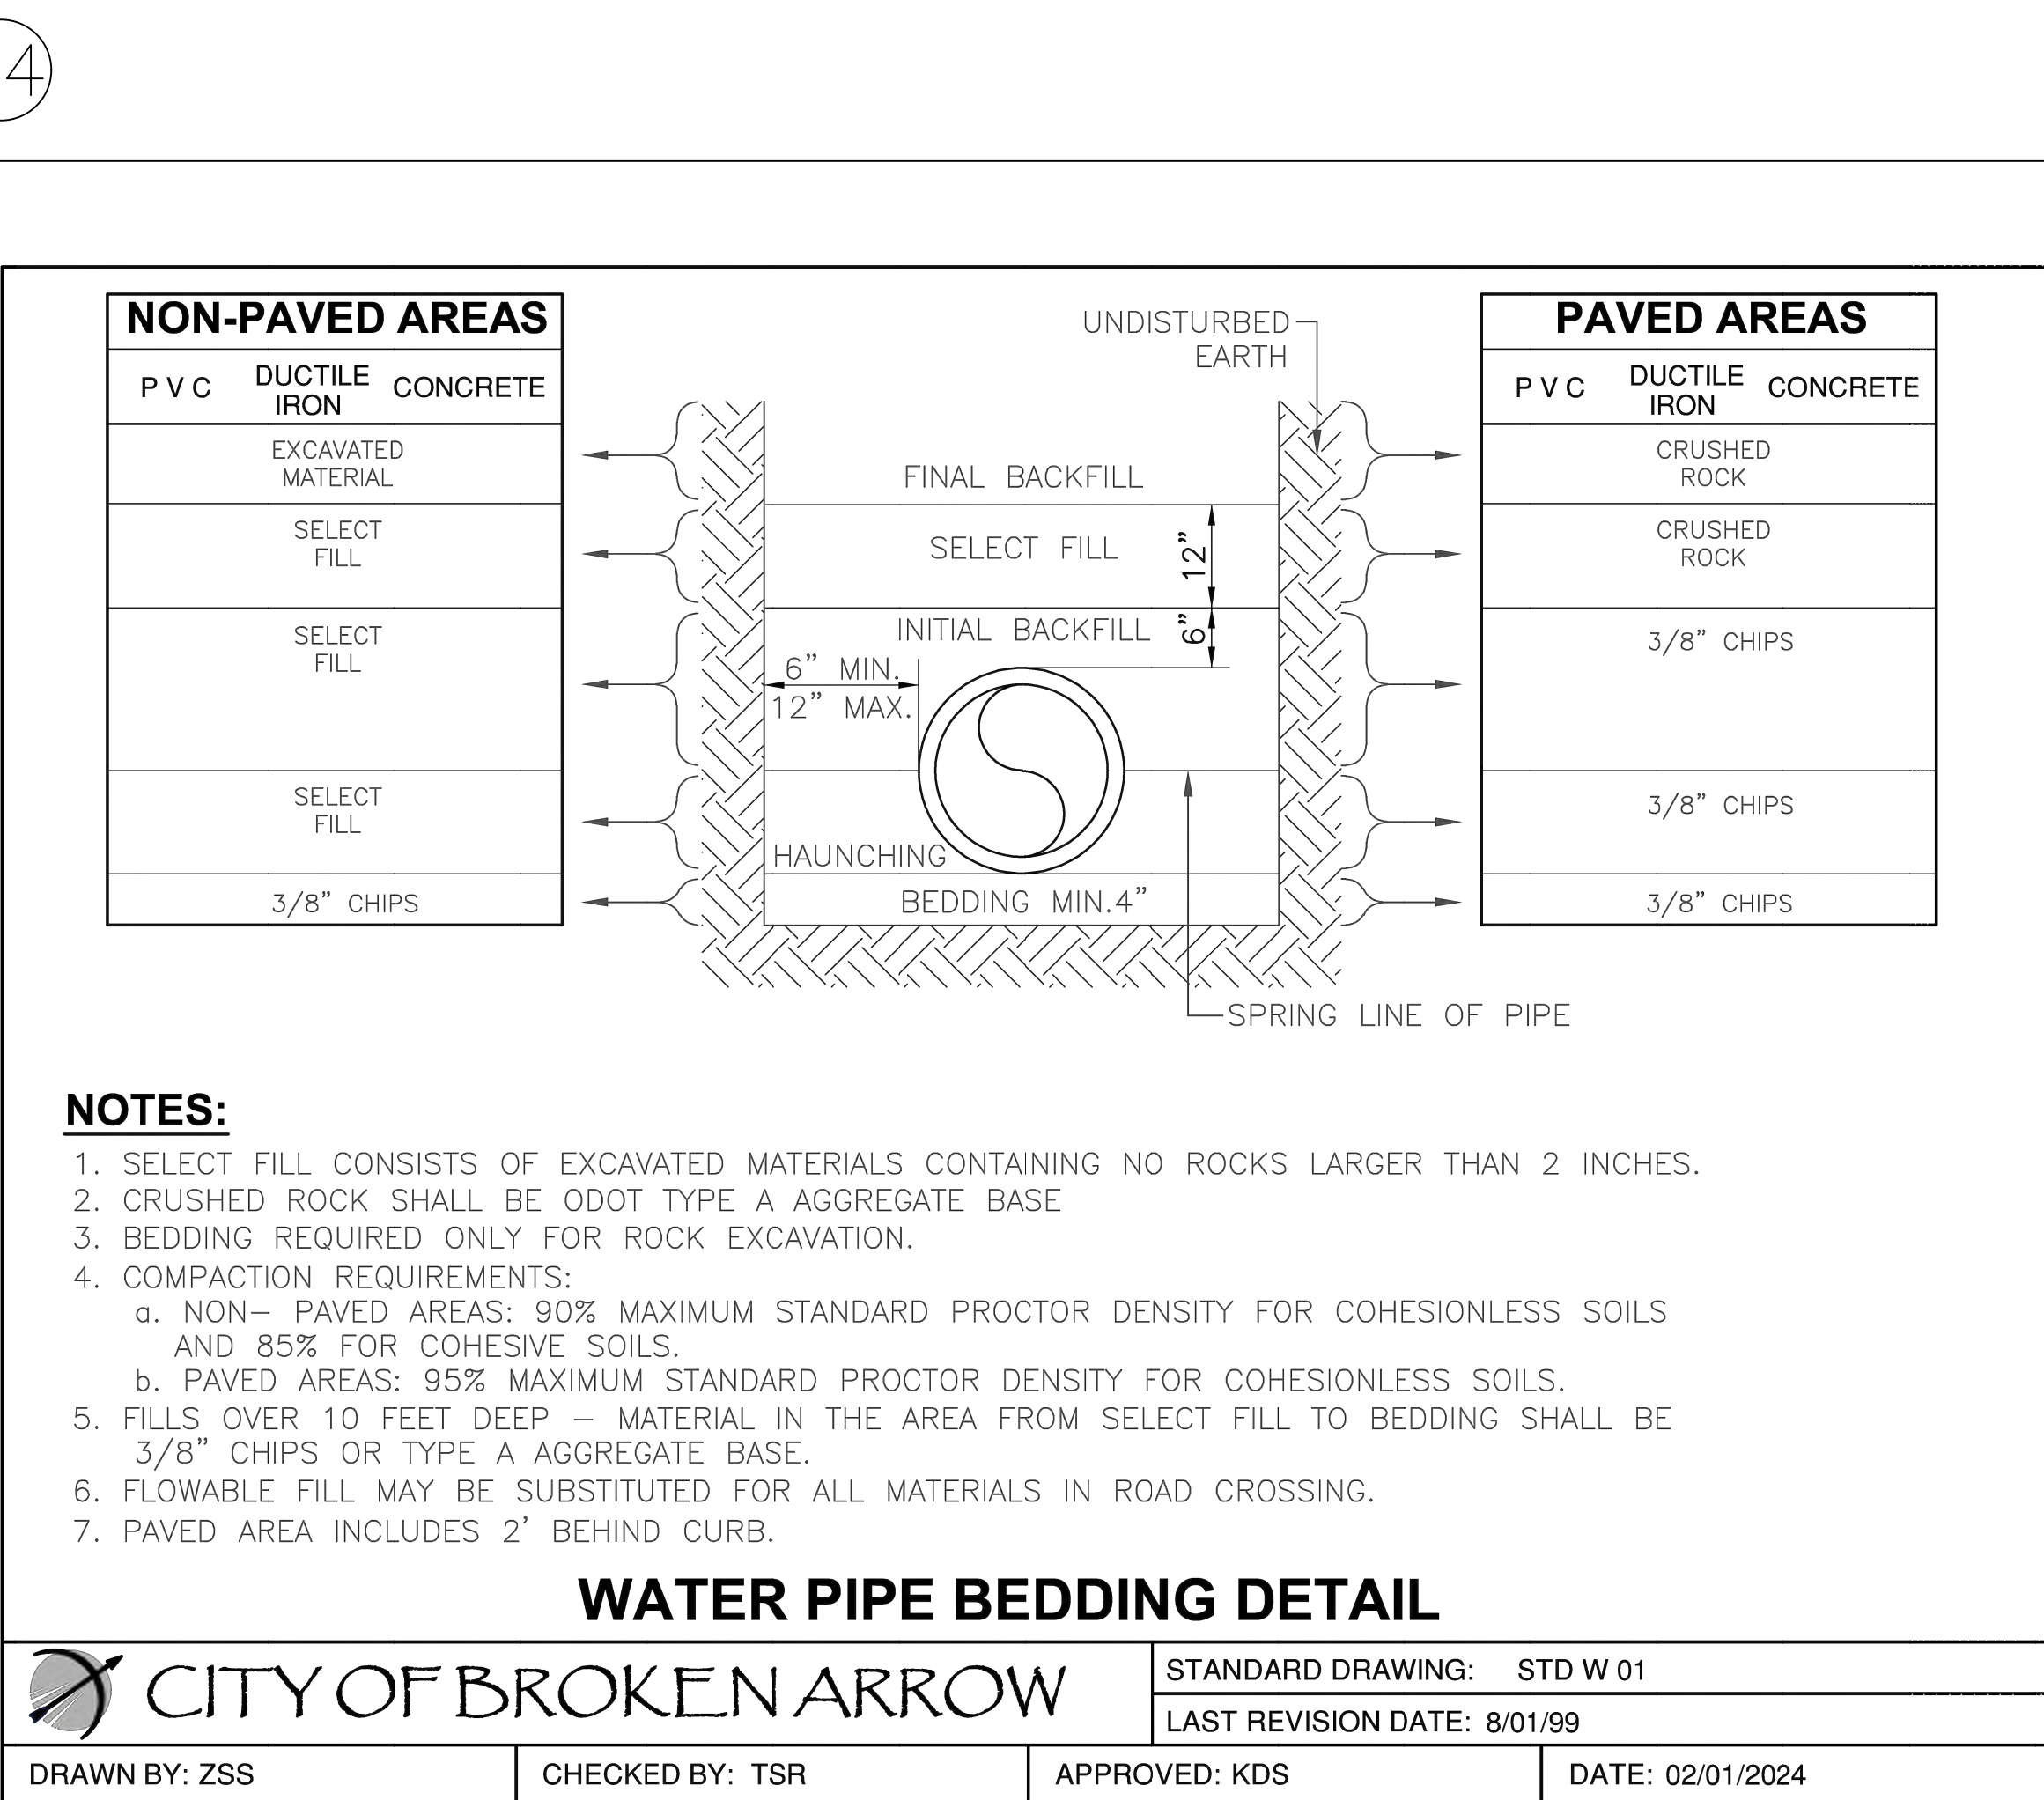 4
NON-PAVED AREAS
P V C
DUCTILE
IRON
CONCRETE
EXCAVATED
MATERIAL
SELECT
FILL
SELECT
FILL
SELECT
FILL
3/8" CHIPS
UNDISTURBED
EARTH
FINAL BACKFILL
SELECT FILL
12"
INITIAL BACKFILL
6"
6" MIN.
12" MAX.
HAUNCHING
BEDDING MIN.4"
SPRING LINE OF PIPE
PAVED AREAS
P V C
DUCTILE
IRON
CONCRETE
CRUSHED
ROCK
CRUSHED
ROCK
3/8" CHIPS
3/8" CHIPS
3/8" CHIPS
NOTES:
1. SELECT FILL CONSISTS OF EXCAVATED MATERIALS CONTAINING NO ROCKS LARGER THAN 2 INCHES.
2. CRUSHED ROCK SHALL BE ODOT TYPE A AGGREGATE BASE
3. BEDDING REQUIRED ONLY FOR ROCK EXCAVATION.
4. COMPACTION REQUIREMENTS:
a. NON- PAVED AREAS: 90% MAXIMUM STANDARD PROCTOR DENSITY FOR COHESIONLESS SOILS
AND 85% FOR COHESIVE SOILS.
b. PAVED AREAS: 95% MAXIMUM STANDARD PROCTOR DENSITY FOR COHESIONLESS SOILS.
5. FILLS OVER 10 FEET DEEP – MATERIAL IN THE AREA FROM SELECT FILL TO BEDDING SHALL BE
3/8" CHIPS OR TYPE A AGGREGATE BASE.
6. FLOWABLE FILL MAY BE SUBSTITUTED FOR ALL MATERIALS IN ROAD CROSSING.
7. PAVED AREA INCLUDES 2' BEHIND CURB.
WATER PIPE BEDDING DETAIL
CITY OF BROKEN ARROW
STANDARD DRAWING: STD W 01
LAST REVISION DATE: 8/01/99
DRAWN BY: ZSS
CHECKED BY: TSR
APPROVED: KDS
DATE: 02/01/2024